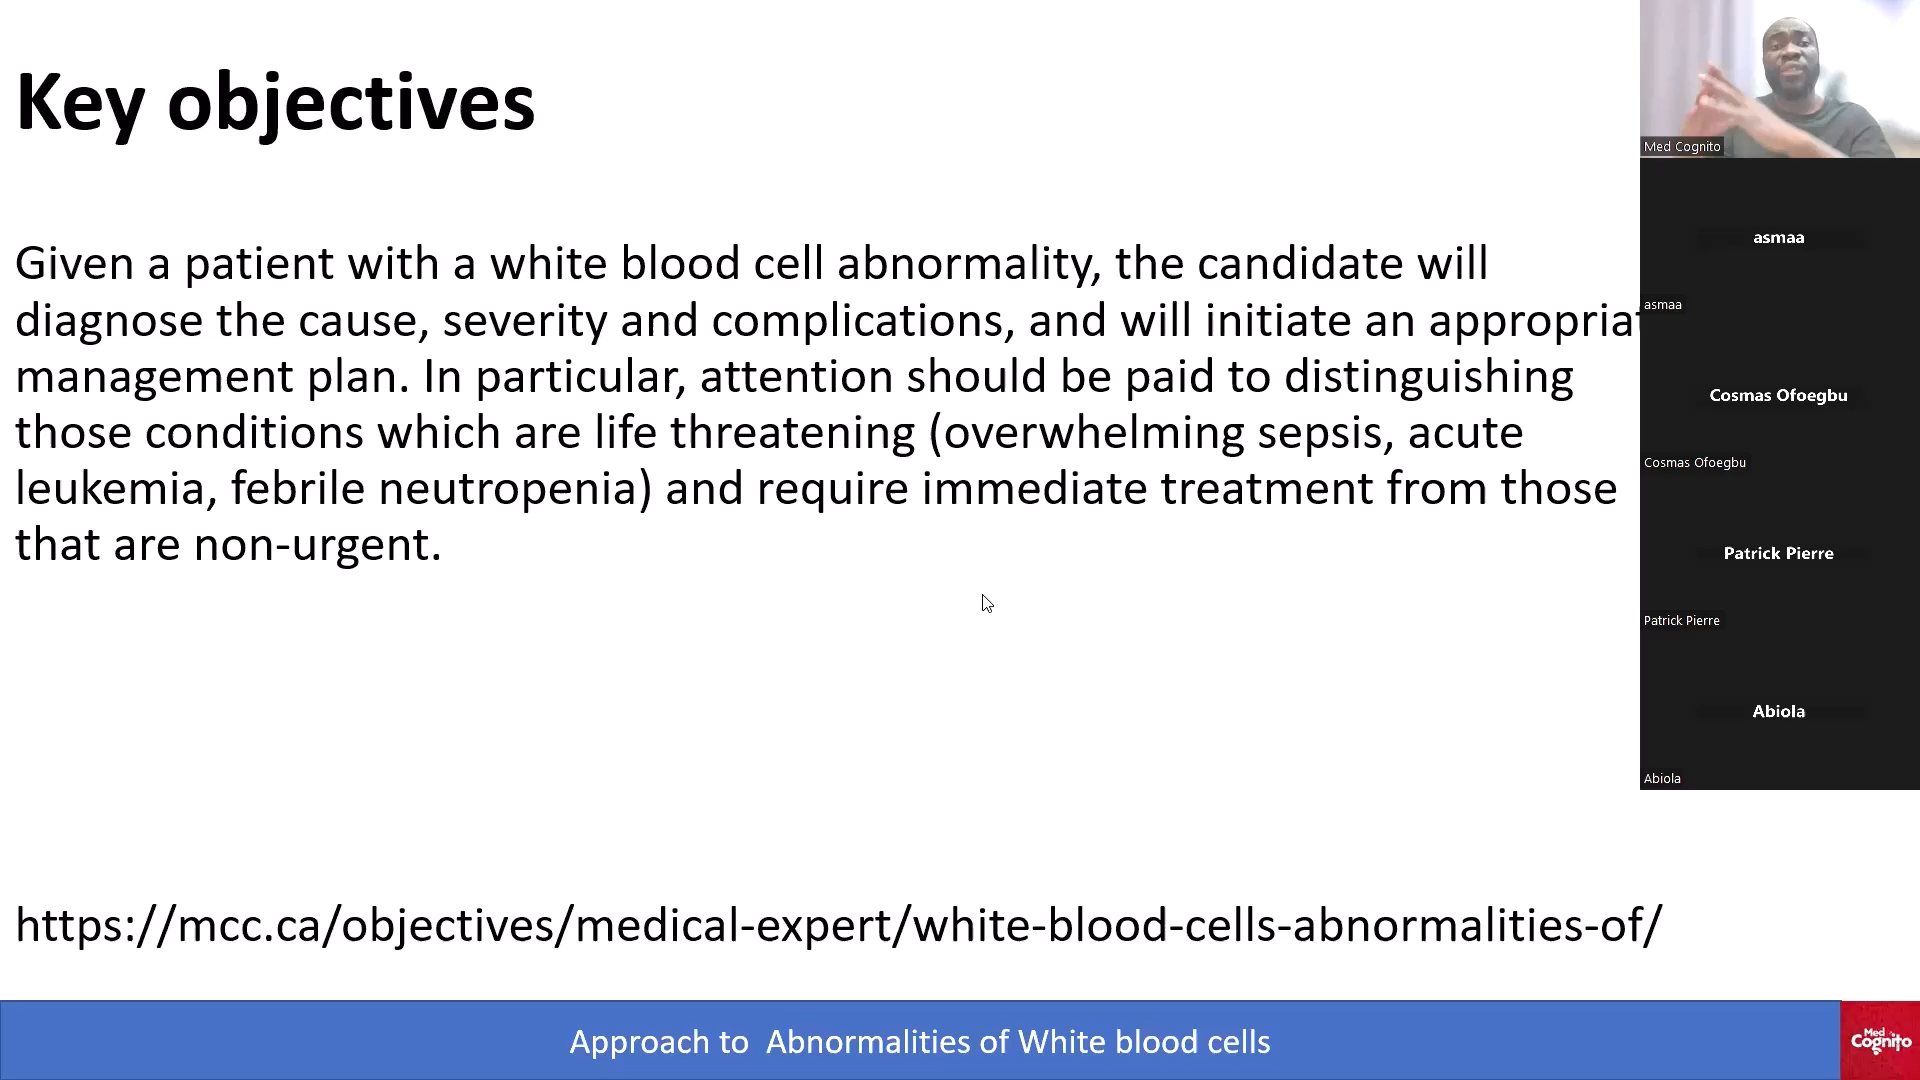 Key objectives
Given a patient with a white blood cell abnormality, the candidate will
diagnose the cause, severity and complications, and will initiate an appropria
management plan. In particular, attention should be paid to distinguishing
those conditions which are life threatening (overwhelming sepsis, acute
leukemia, febrile neutropenia) and require immediate treatment from those
that are non-urgent.
https://mcc.ca/objectives/medical-expert/white-blood-cells-abnormalities-of/
Approach to  Abnormalities of White blood cells
Med
Cognito
Med Cognito
asmaa
asmaa
Cosmas Ofoegbu
Cosmas Ofoegbu
Patrick Pierre
Patrick Pierre
Abiola
Abiola